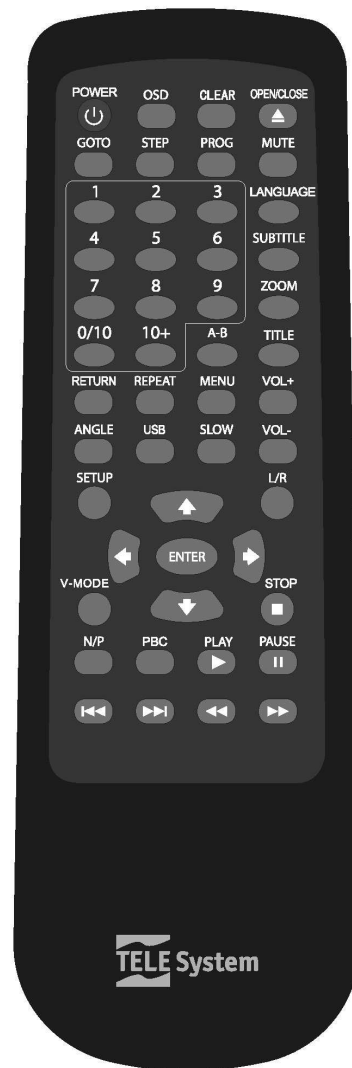 POWER OSD CLEAR OPEN/CLOSE
GOTO STEP PROG MUTE
1 2 3 LANGUAGE
4 5 6 SUBTITLE
7 8 9 ZOOM
0/10 10+ A-B TITLE
RETURN REPEAT MENU VOL+
ANGLE USB SLOW VOL-
SETUP L/R
ENTER
V-MODE STOP
N/P PBC PLAY PAUSE
TELE System